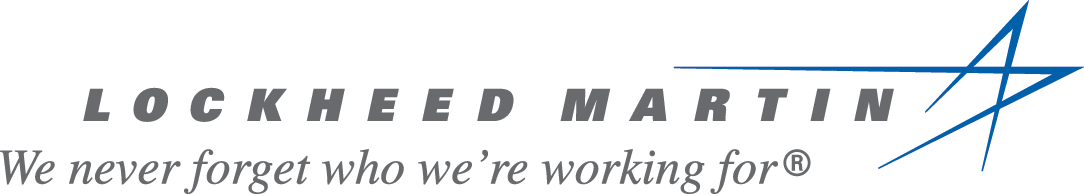 LOCKHEED MARTIN
We never forget who we're working for®